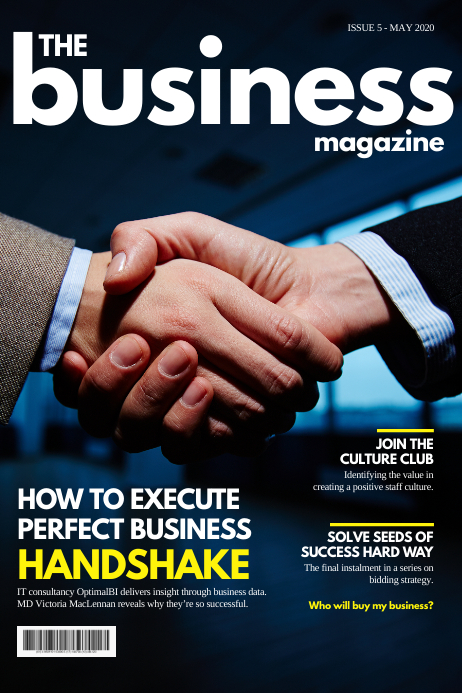 ISSUE 5 - MAY 2020
THE
business
magazine
JOIN THE
CULTURE CLUB
Identifying the value in
creating a positive staff culture.
HOW TO EXECUTE
PERFECT BUSINESS
HANDSHAKE
IT consultancy OptimalBI delivers insight through business data.
MD Victoria MacLennan reveals why they're so successful.
SOLVE SEEDS OF
SUCCESS HARD WAY
The final instalment in a series on
bidding strategy.
Who will buy my business?